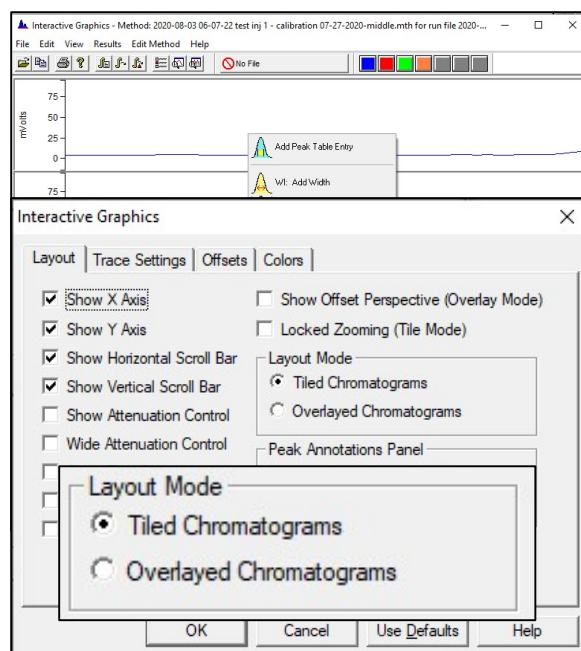 Interactive Graphics - Method: 2020-08-03 06-07-22 test inj 1 - calibration 07-27-2020-middle.mth for run file 2020-...
File Edit View Results Edit Method Help
No File
75
50
25
0
mVolts
Add Peak Table Entry
WI: Add Width
75
Interactive Graphics
Layout Trace Settings Offsets Colors
Show X Axis
Show Offset Perspective (Overlay Mode)
Show Y Axis
Locked Zooming (Tile Mode)
Show Horizontal Scroll Bar
Layout Mode
Show Vertical Scroll Bar
Tiled Chromatograms
Show Attenuation Control
Overlayed Chromatograms
Wide Attenuation Control
Peak Annotations Panel
Layout Mode
Tiled Chromatograms
Overlayed Chromatograms
OK Cancel Use Defaults Help